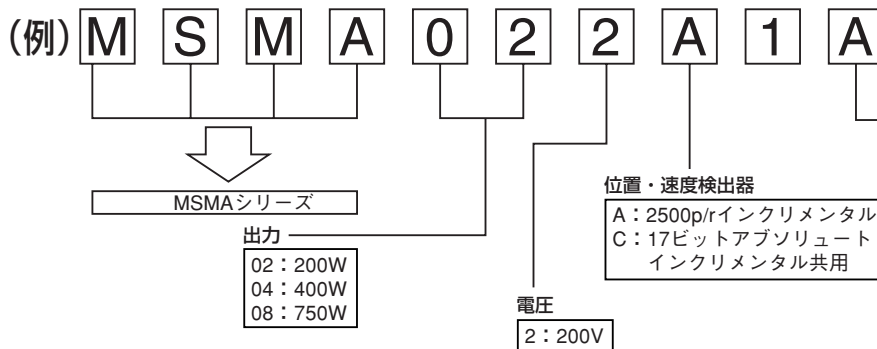 (例) M S M A 0 2 2 A 1 A
MSMAシリーズ
出力
02：200W
04：400W
08：750W
電圧
2：200V
位置・速度検出器
A：2500p/rインクリメンタル
C：17ビットアブソリュート
インクリメンタル共用